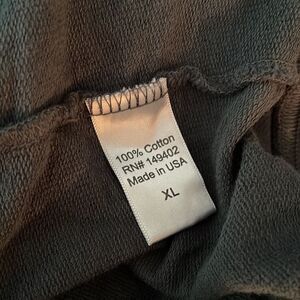 100% Cotton
RN# 149402
Made in USA
XL